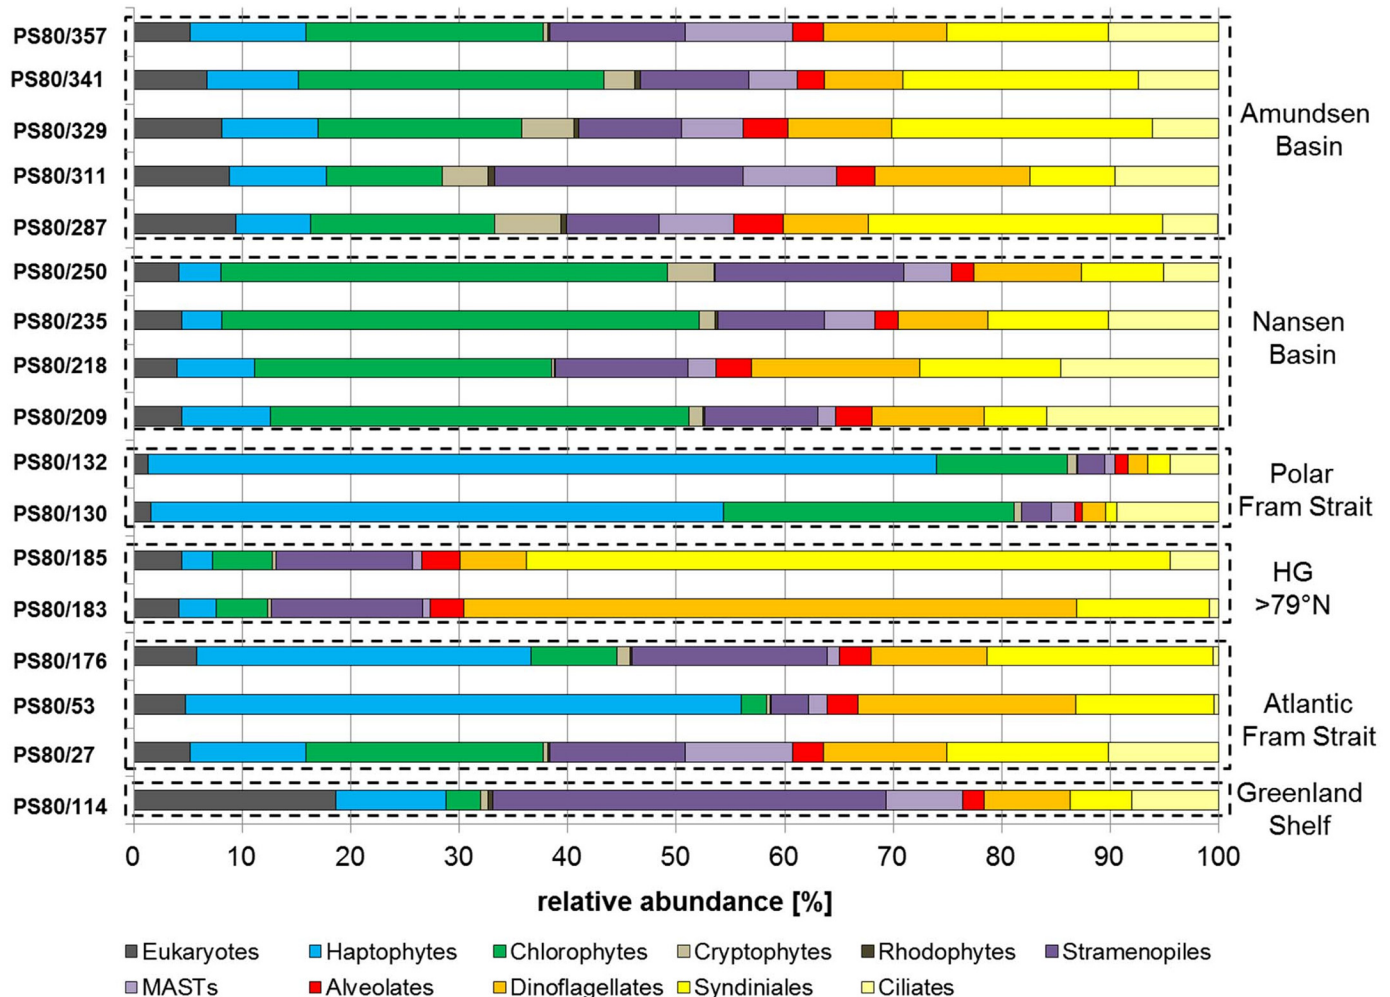 PS80/357
PS80/341
PS80/329
PS80/311
PS80/287
Amundsen
Basin
PS80/250
PS80/235
PS80/218
PS80/209
Nansen
Basin
PS80/132
PS80/130
Polar
Fram Strait
PS80/185
PS80/183
HG
>79°N
PS80/176
PS80/53
PS80/27
Atlantic
Fram Strait
PS80/114
Greenland
Shelf
0 10 20 30 40 50 60 70 80 90 100
relative abundance [%]
Eukaryotes Haptophytes Chlorophytes Cryptophytes Rhodophytes Stramenopiles
MASTs Alveolates Dinoflagellates Syndiniales Ciliates